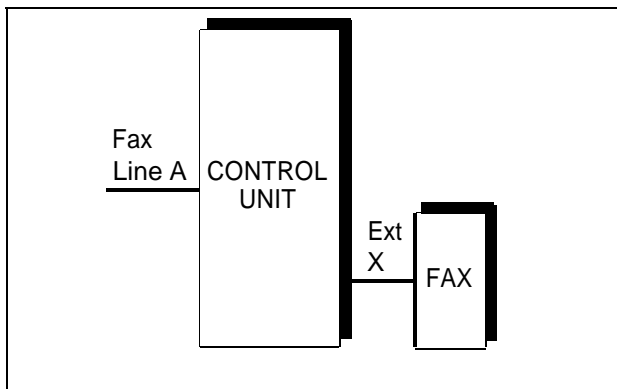 Fax
Line A
CONTROL
UNIT
Ext
X
FAX